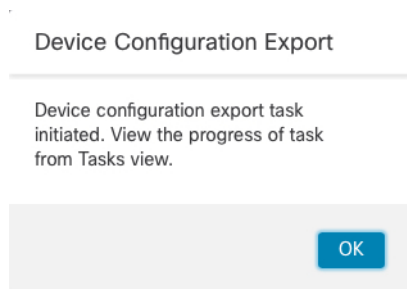 Device Configuration Export
Device configuration export task
initiated. View the progress of task
from Tasks view.
OK